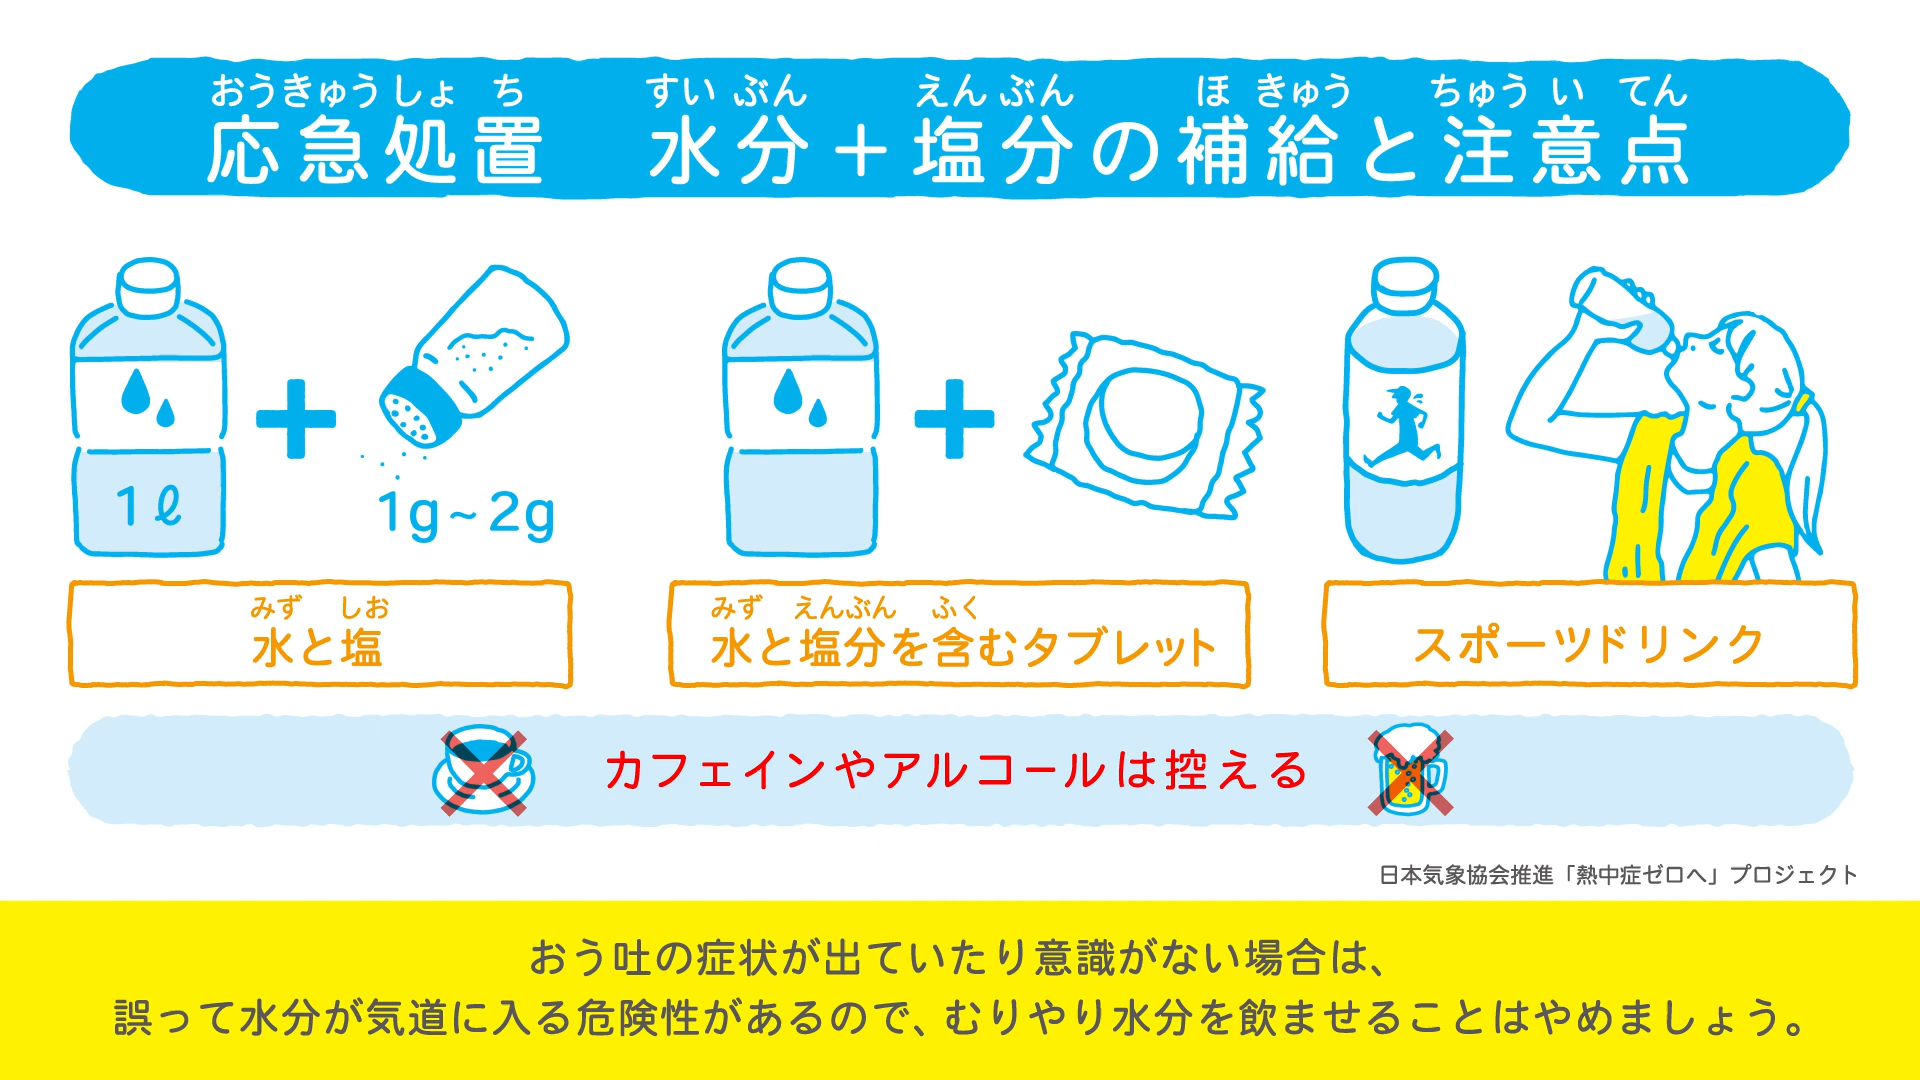 おうきゅうしょち すいぶん えんぶん ほきゅう ちゅういてん
応急処置 水分+塩分の補給と注意点
1ℓ
1g~2g
みず しお
水と塩
みず えんぶん ふく
水と塩分を含むタブレット
スポーツドリンク
カフェインやアルコールは控える
日本気象協会推進「熱中症ゼロへ」プロジェクト
おう吐の症状が出ていたり意識がない場合は、
誤って水分が気道に入る危険性があるので、むりやり水分を飲ませることはやめましょう。